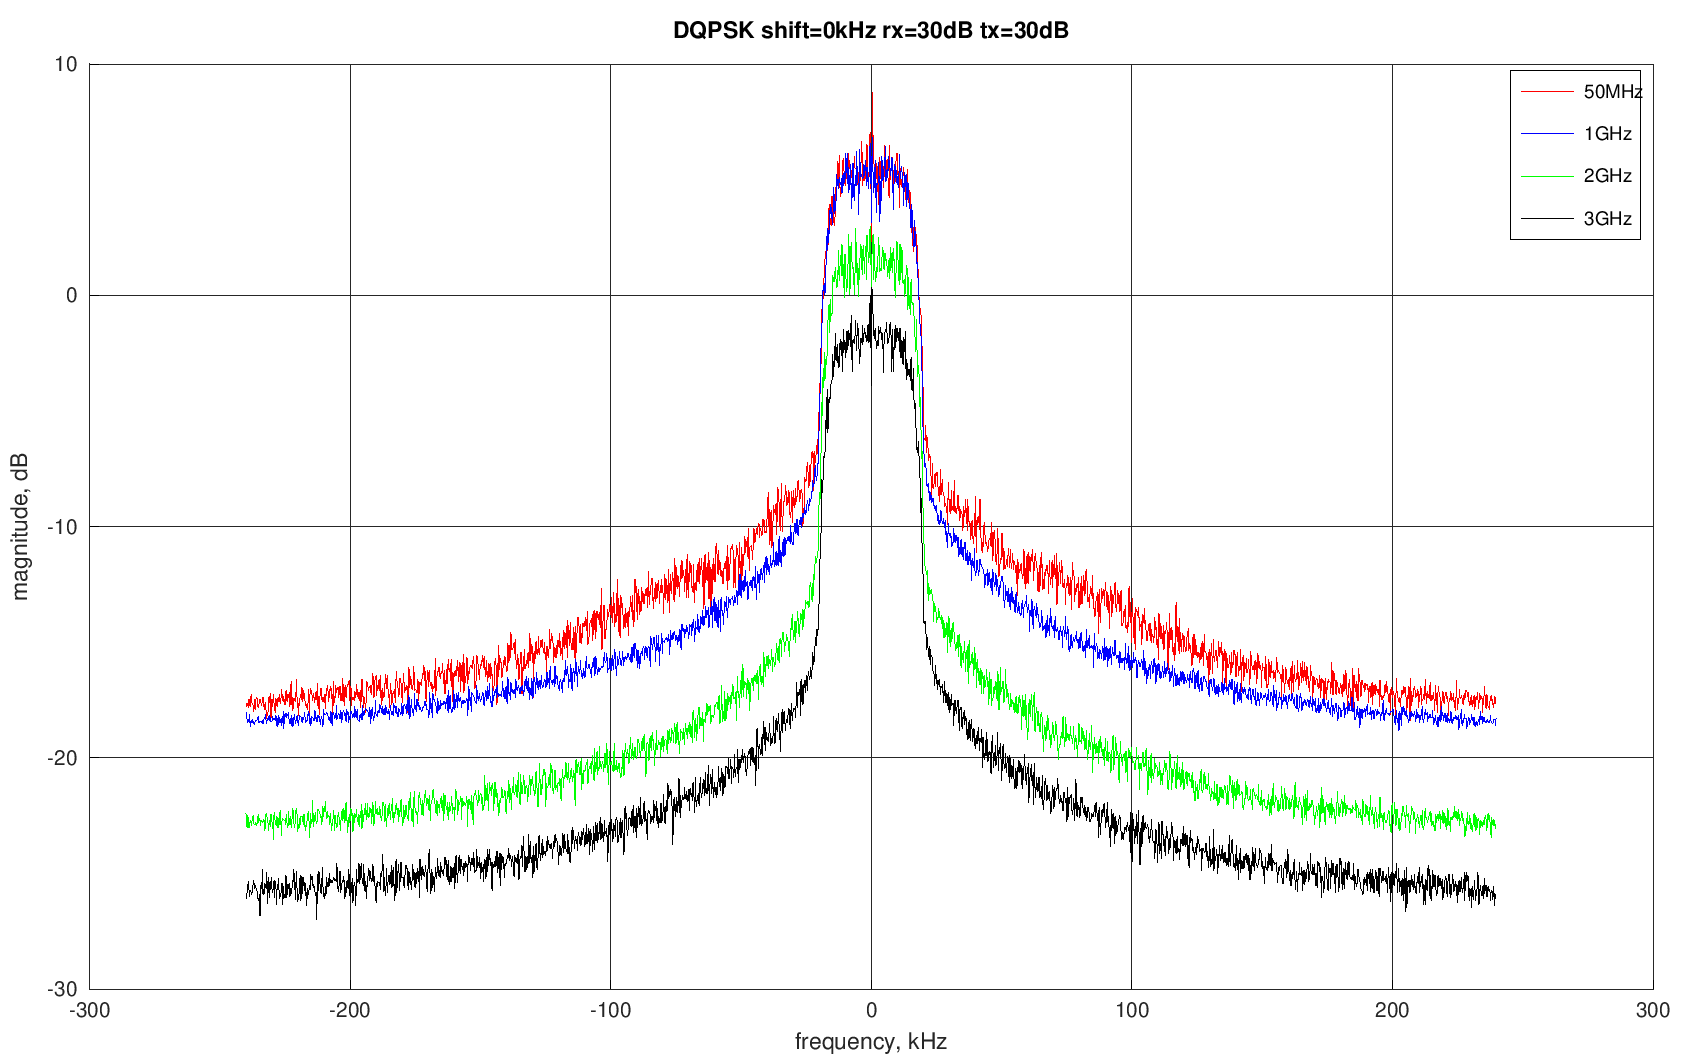 DQPSK shift=0kHz rx=30dB tx=30dB
10
0
-10
-20
-30
magnitude, dB
50MHz
1GHz
2GHz
3GHz
-300
-200
-100
0
100
200
300
frequency, kHz